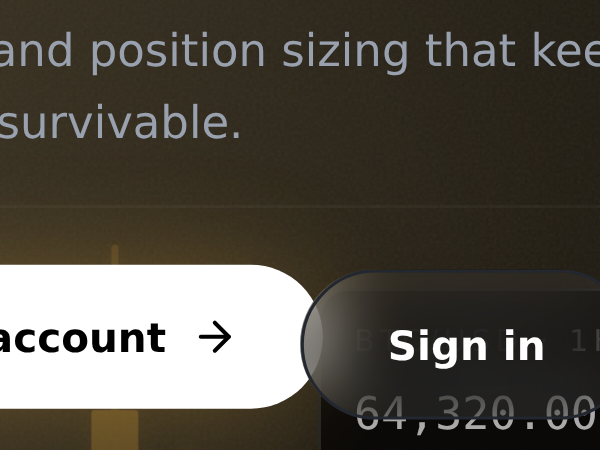 and position sizing that kee
survivable.
account → Sign in
64,320.00